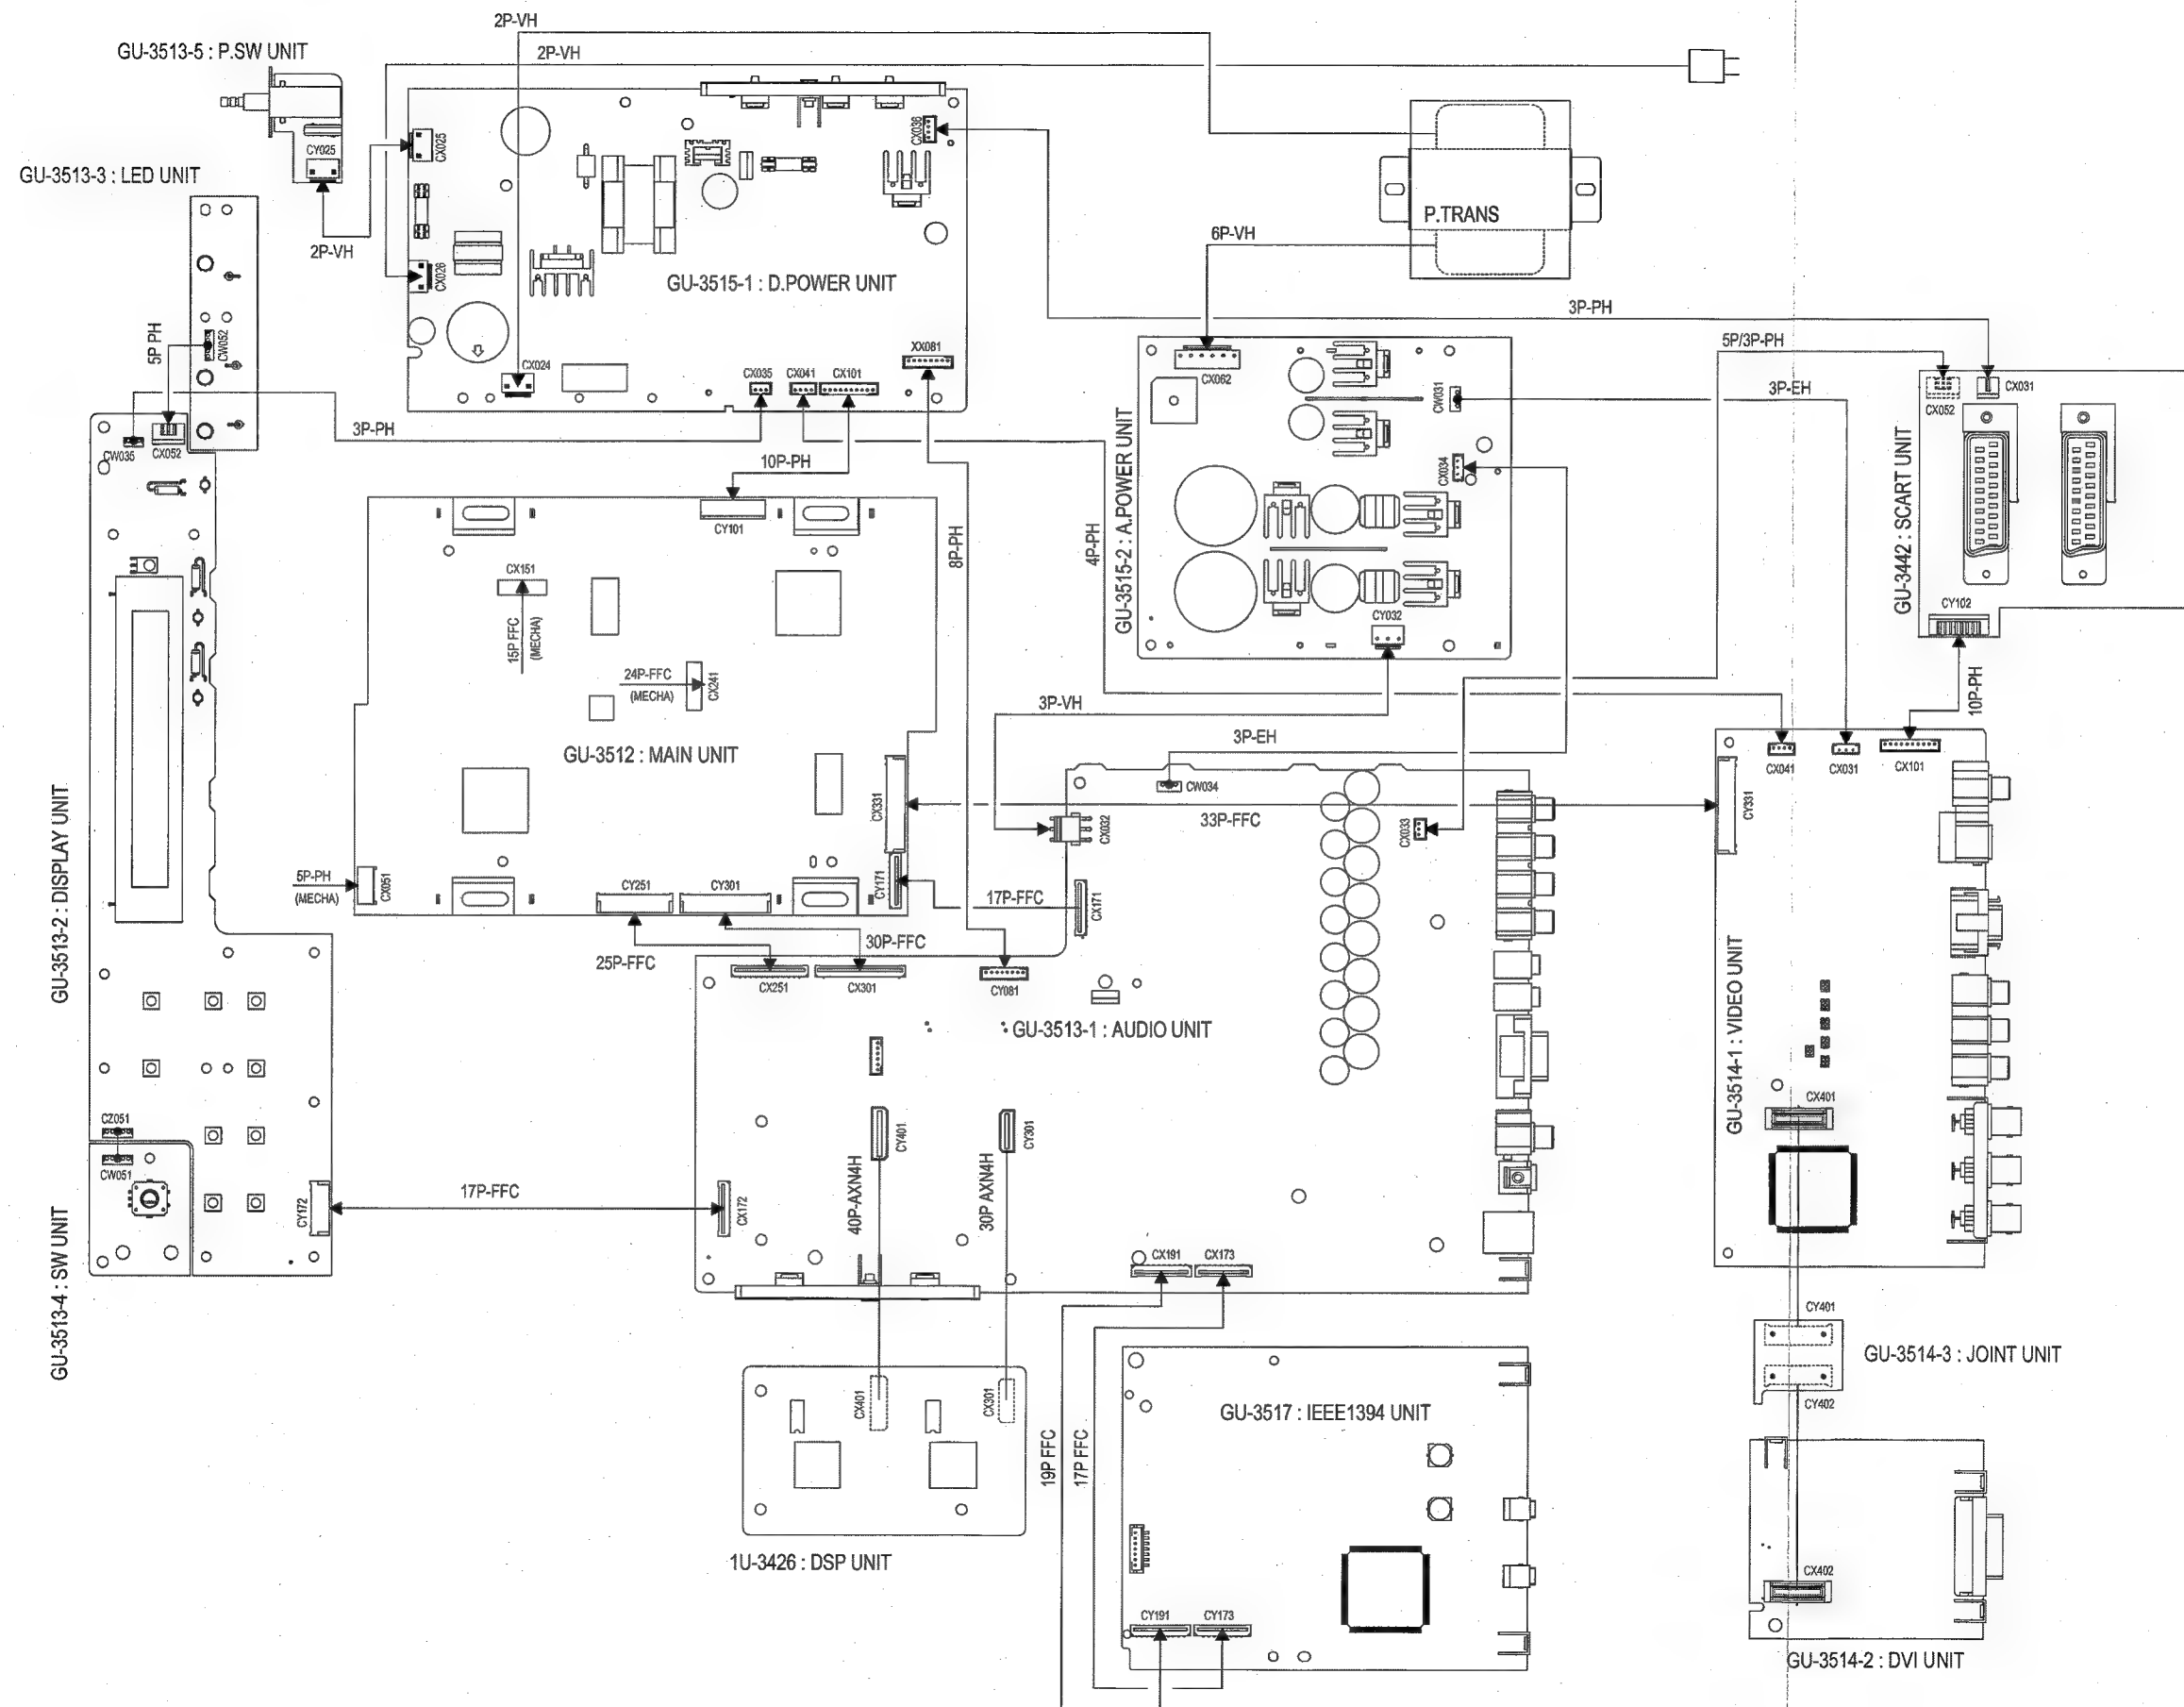 2P-VH
2P-VH
GU-3513-5 : P.SW UNIT
CY025
CX025
CX036
GU-3513-3 : LED UNIT
2P-VH
CX026
GU-3515-1 : D.POWER UNIT
P.TRANS
6P-VH
3P-PH
5P PH
CW052
CX024
XX081
CX035
CX041
CX101
CX062
CW031
5P/3P-PH
CX052
CX031
3P-EH
3P-PH
CW035
CX052
10P-PH
CX034
GU-3515-2 : A.POWER UNIT
GU-3442 : SCART UNIT
CY101
8P-PH
4P-PH
CX151
15P FFC
(MECHA)
24P-FFC
(MECHA)
CX241
CY032
CY102
10P-PH
3P-VH
3P-EH
GU-3512 : MAIN UNIT
CX041
CX031
CX101
CW034
CX331
33P-FFC
CY331
CX032
CX033
GU-3513-2 : DISPLAY UNIT
5P-PH
(MECHA)
CX051
CY251
CY301
CY171
17P-FFC
CX171
30P-FFC
25P-FFC
CX251
CX301
CY081
GU-3513-1 : AUDIO UNIT
GU-3514-1 : VIDEO UNIT
CX401
CZ051
CW051
CY401
CY301
40P-AXN4H
30P AXN4H
17P-FFC
CY172
CX172
GU-3513-4 : SW UNIT
CX191
CX173
CY401
GU-3514-3 : JOINT UNIT
CY402
CX401
CX301
GU-3517 : IEEE1394 UNIT
19P FFC
17P FFC
1U-3426 : DSP UNIT
CX402
CY191
CY173
GU-3514-2 : DVI UNIT